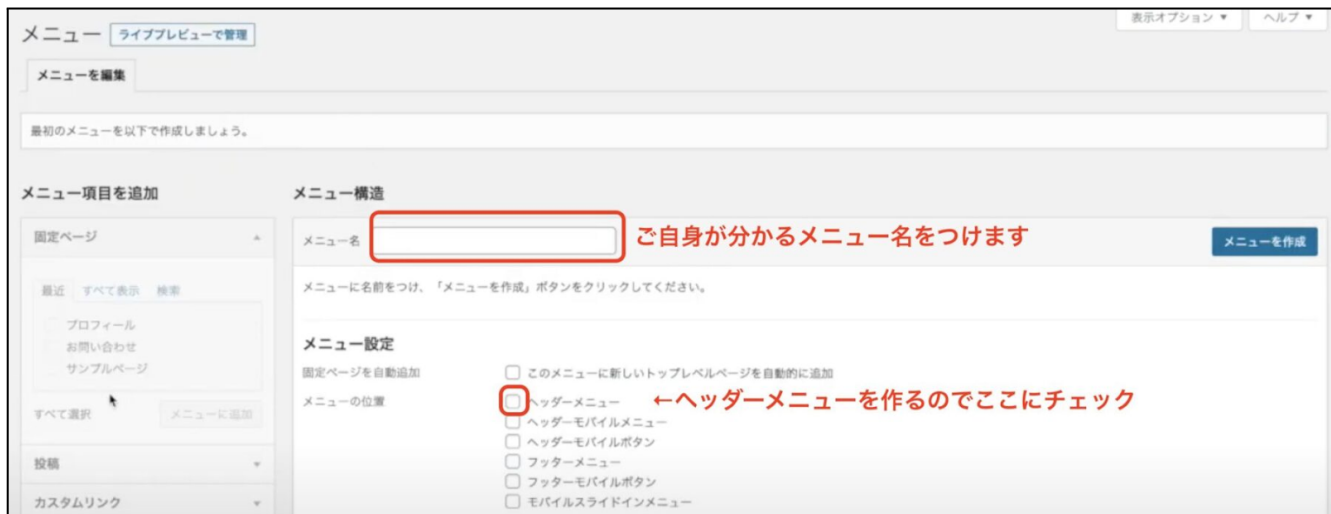 表示オプション ▼ ヘルプ ▼
メニュー ライブプレビューで管理
メニューを編集
最初のメニューを以下で作成しましょう。
メニュー項目を追加
固定ページ
最近 すべて表示 検索
プロフィール
お問い合わせ
サンプルページ
すべて選択 メニューに追加
投稿
カスタムリンク
メニュー構造
メニュー名 ご自身が分かるメニュー名をつけます メニューを作成
メニューに名前をつけ、「メニューを作成」ボタンをクリックしてください。
メニュー設定
固定ページを自動追加 このメニューに新しいトップレベルページを自動的に追加
メニューの位置 ヘッダーメニュー ←ヘッダーメニューを作るのでここにチェック
ヘッダーモバイルメニュー
ヘッダーモバイルボタン
フッターメニュー
フッターモバイルボタン
モバイルスライドインメニュー